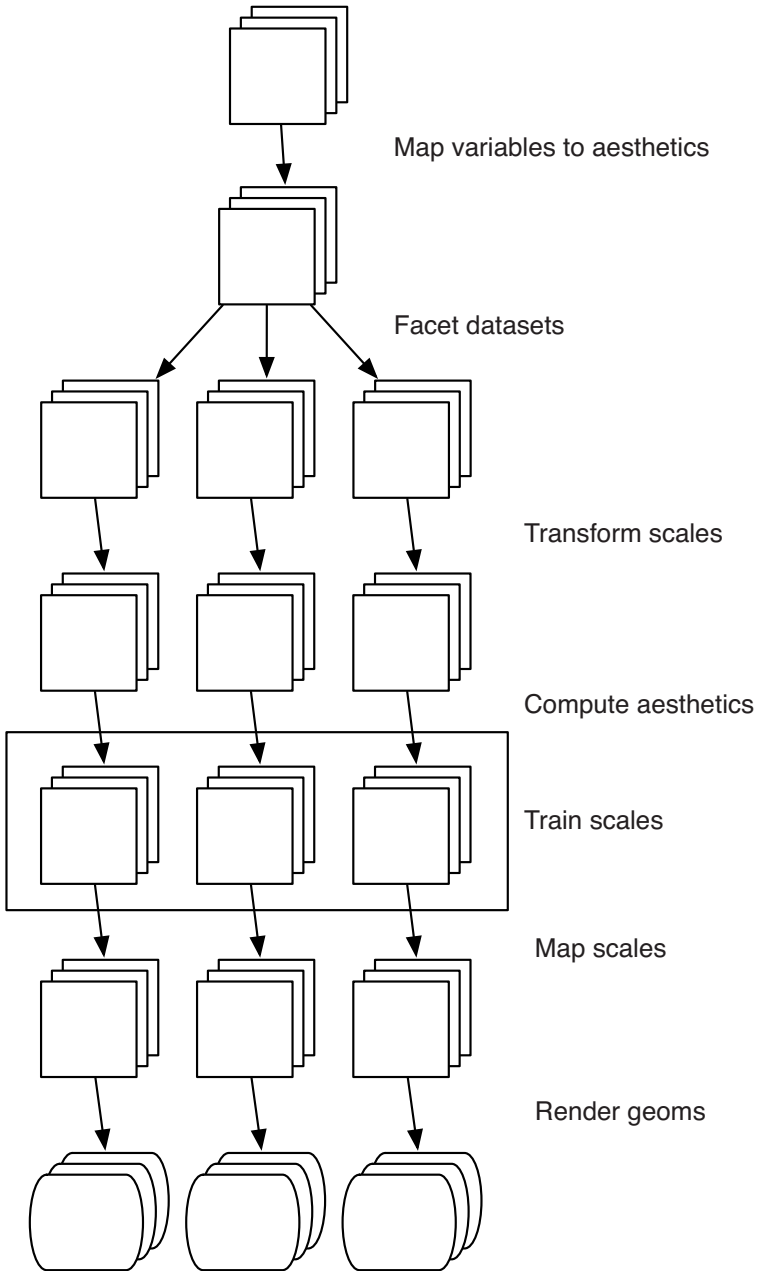 Map variables to aesthetics
Facet datasets
Transform scales
Compute aesthetics
Train scales
Map scales
Render geoms